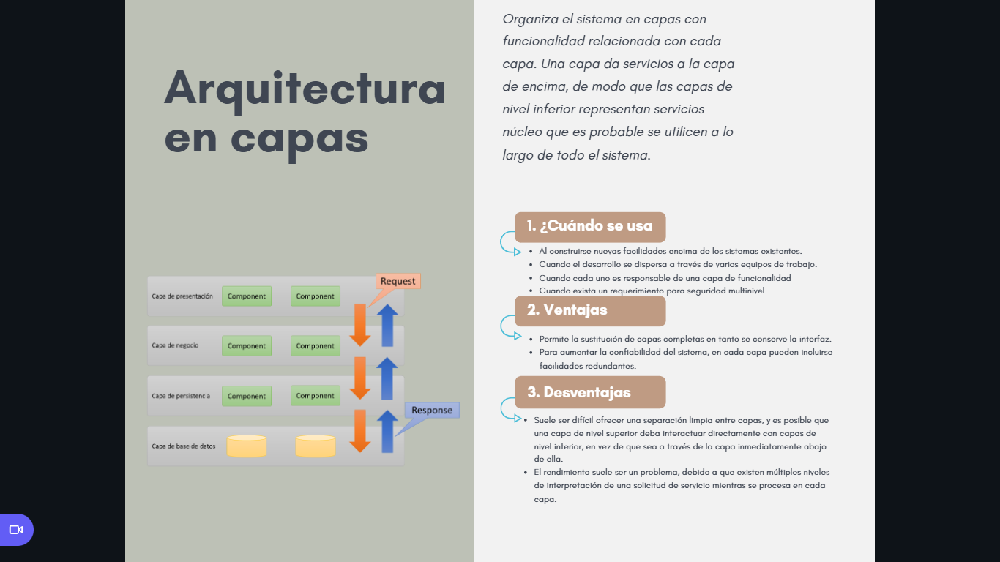 Arquitectura
en capas
Capa de presentación
Component
Component
Request
Capa de negocio
Component
Component
Capa de persistencia
Component
Component
Response
Capa de base de datos
Organiza el sistema en capas con
funcionalidad relacionada con cada
capa. Una capa da servicios a la capa
de encima, de modo que las capas de
nivel inferior representan servicios
núcleo que es probable se utilicen a lo
largo de todo el sistema.
1. ¿Cuándo se usa
• Al construirse nuevas facilidades encima de los sistemas existentes.
• Cuando el desarrollo se dispersa a través de varios equipos de trabajo.
• Cuando cada uno es responsable de una capa de funcionalidad
• Cuando exista un requerimiento para seguridad multinivel
2. Ventajas
• Permite la sustitución de capas completas en tanto se conserve la interfaz.
• Para aumentar la confiabilidad del sistema, en cada capa pueden incluirse
facilidades redundantes.
3. Desventajas
• Suele ser difícil ofrecer una separación limpia entre capas, y es posible que
una capa de nivel superior deba interactuar directamente con capas de
nivel inferior, en vez de que sea a través de la capa inmediatamente abajo
de ella.
• El rendimiento suele ser un problema, debido a que existen múltiples niveles
de interpretación de una solicitud de servicio mientras se procesa en cada
capa.